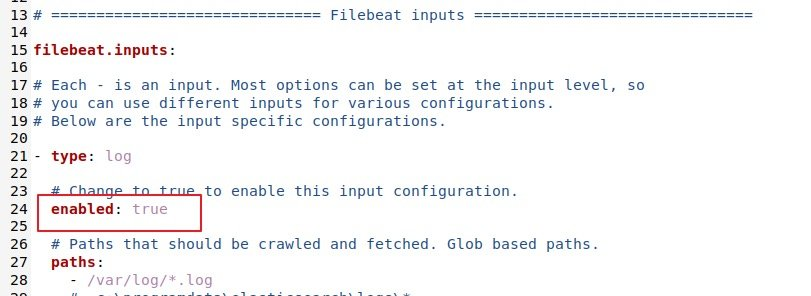 13 # ============================== Filebeat inputs ===============================
14
15 filebeat.inputs:
16
17 # Each - is an input. Most options can be set at the input level, so
18 # you can use different inputs for various configurations.
19 # Below are the input specific configurations.
20
21 - type: log
22
23   # Change to true to enable this input configuration.
24   enabled: true
25
26   # Paths that should be crawled and fetched. Glob based paths.
27   paths:
28     - /var/log/*.log